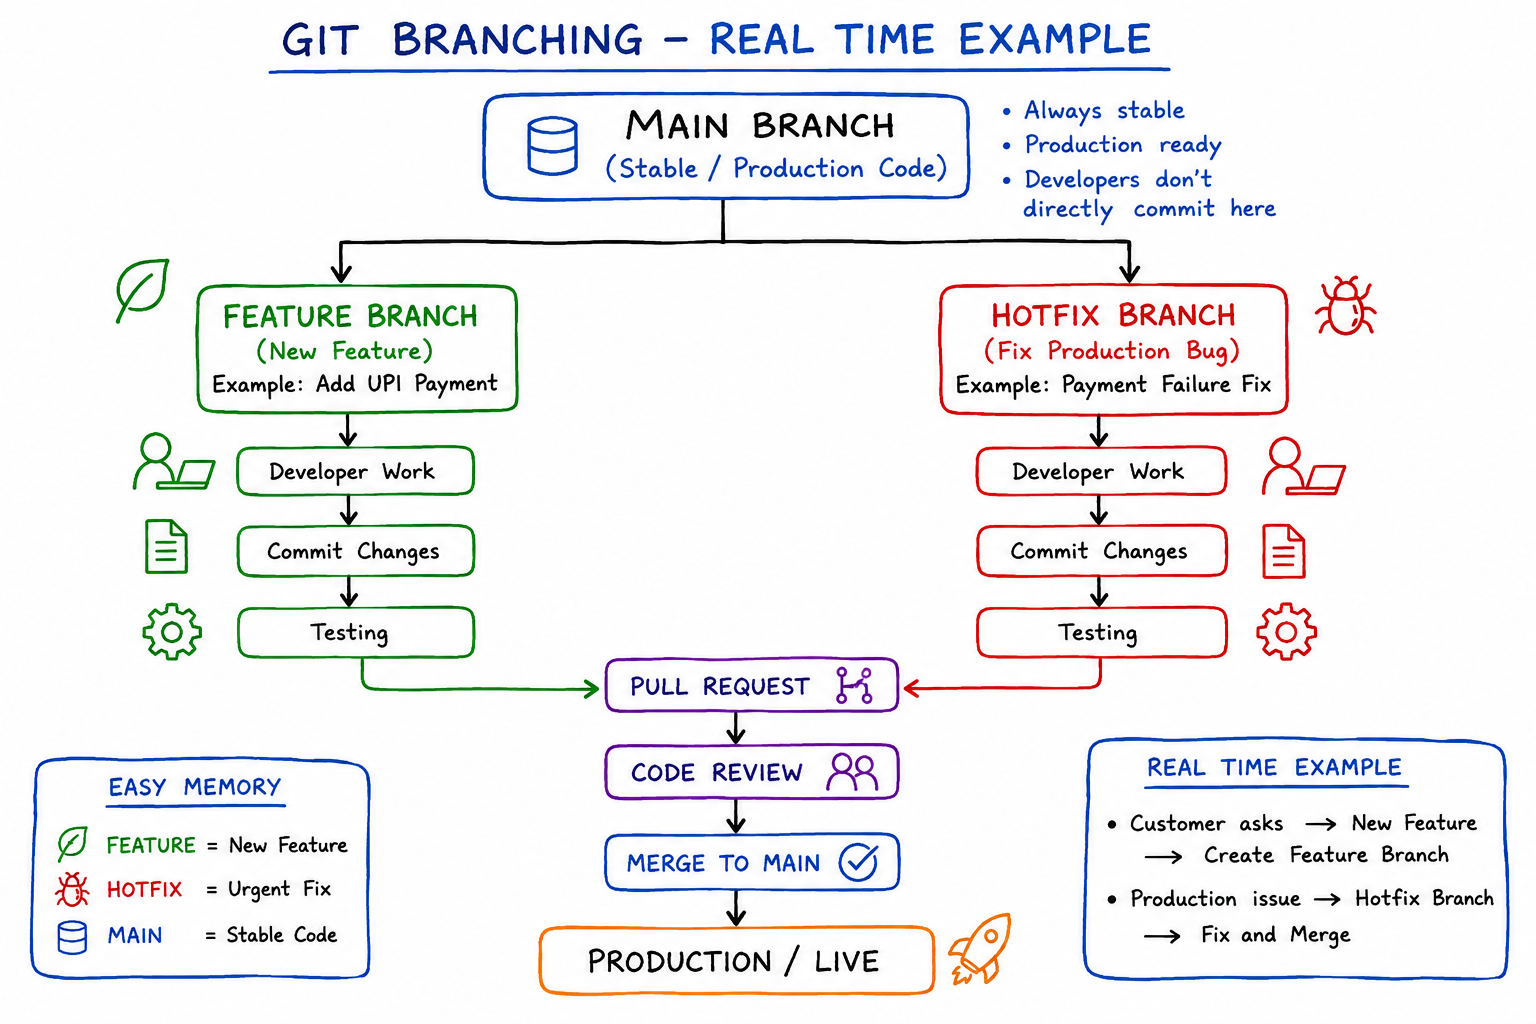 GIT BRANCHING – REAL TIME EXAMPLE
MAIN BRANCH
(Stable / Production Code)
• Always stable
• Production ready
• Developers don't
directly commit here
FEATURE BRANCH
(New Feature)
Example: Add UPI Payment
Developer Work
Commit Changes
Testing
HOTFIX BRANCH
(Fix Production Bug)
Example: Payment Failure Fix
Developer Work
Commit Changes
Testing
PULL REQUEST
CODE REVIEW
MERGE TO MAIN
PRODUCTION / LIVE
EASY MEMORY
FEATURE = New Feature
HOTFIX = Urgent Fix
MAIN = Stable Code
REAL TIME EXAMPLE
• Customer asks → New Feature
→ Create Feature Branch
• Production issue → Hotfix Branch
→ Fix and Merge